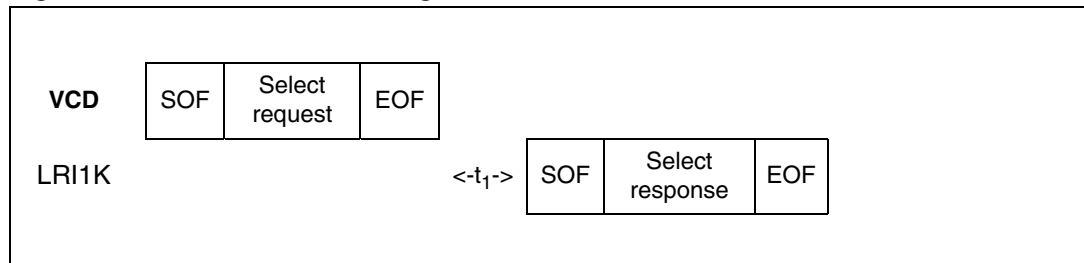 VCD SOF Select request EOF
LRI1K <-t1-> SOF Select response EOF